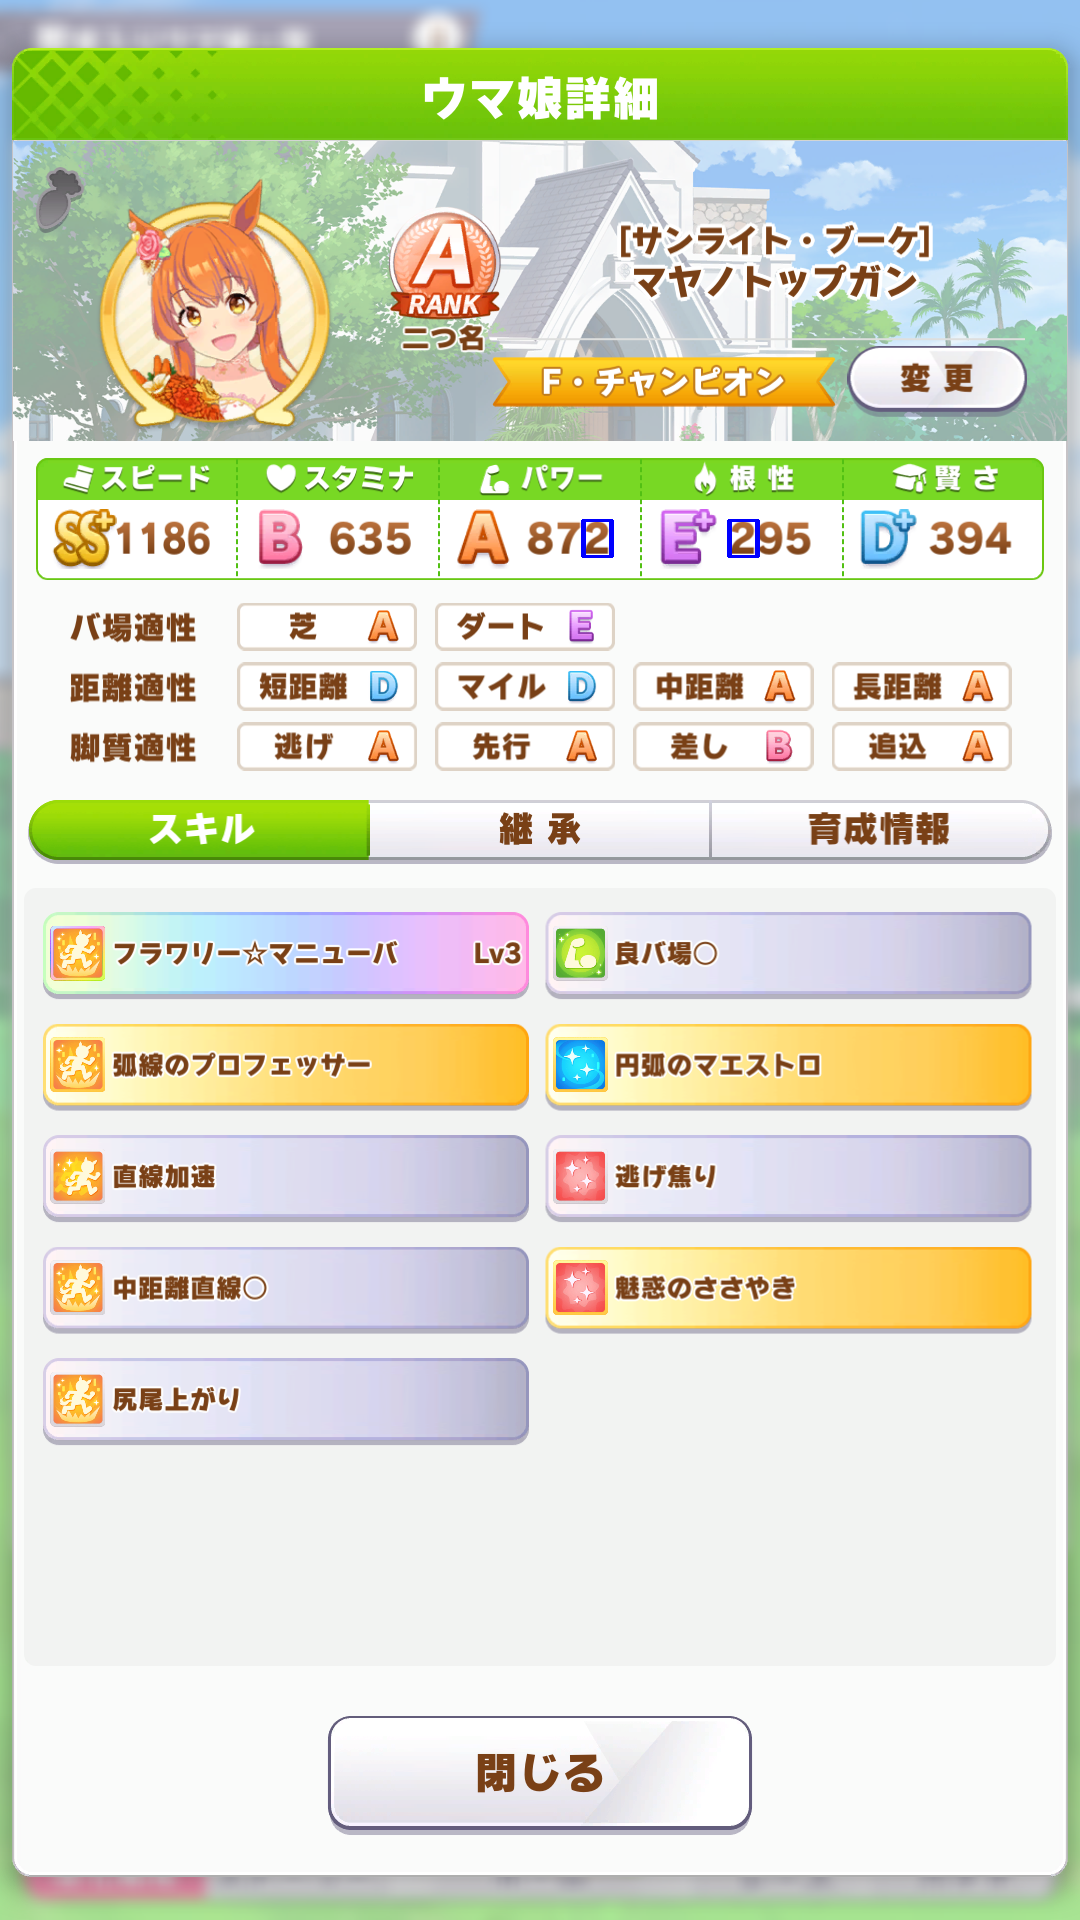 ウマ娘詳細
A
RANK
二つ名
[サンライト・ブーケ]
マヤノトップガン
F・チャンピオン
変更
スピード スタミナ パワー 根性 賢さ
SS+ 1186 B 635 A 872 E+ 295 D+ 394
バ場適性 芝 A ダート E
距離適性 短距離 D マイル D 中距離 A 長距離 A
脚質適性 逃げ A 先行 A 差し B 追込 A
スキル 継承 育成情報
フラワリー☆マニューバ Lv3 良バ場○
弧線のプロフェッサー 円弧のマエストロ
直線加速 逃げ焦り
中距離直線○ 魅惑のささやき
尻尾上がり
閉じる